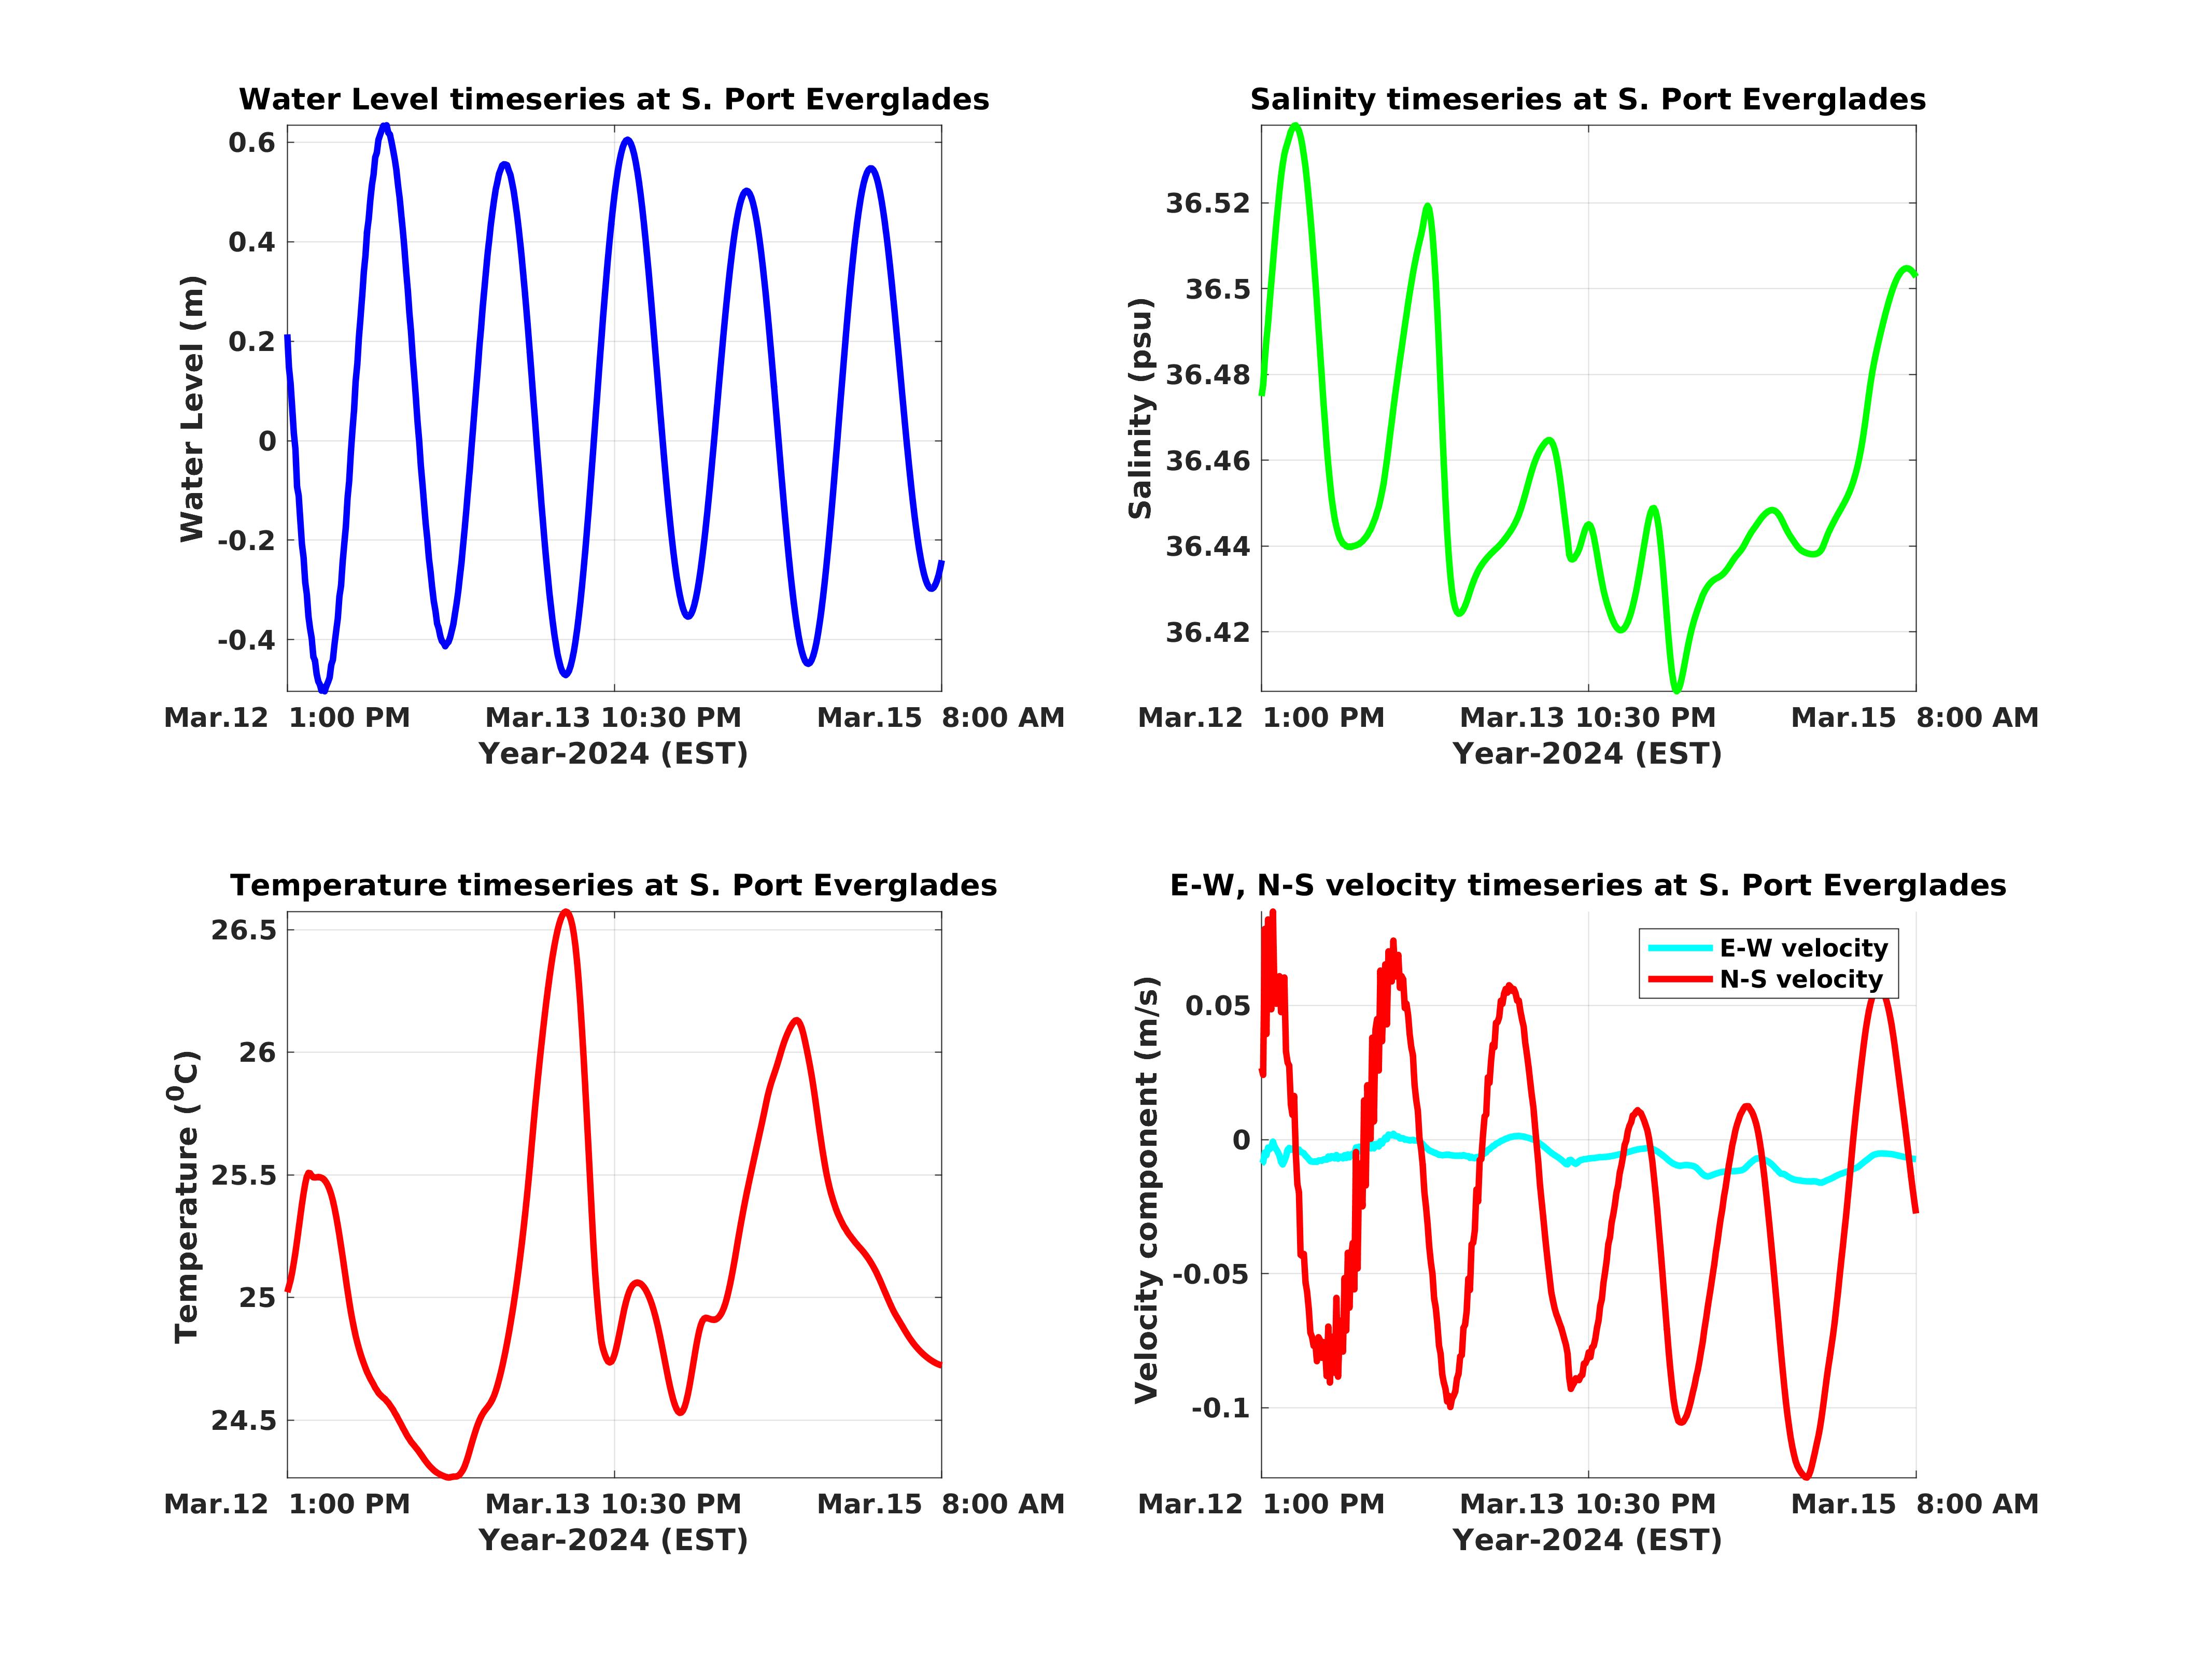 Water Level timeseries at S. Port Everglades
0.6
0.4
0.2
0
-0.2
-0.4
Water Level (m)
Mar.12 1:00 PM Mar.13 10:30 PM Mar.15 8:00 AM
Year-2024 (EST)
Salinity timeseries at S. Port Everglades
36.52
36.5
36.48
36.46
36.44
36.42
Salinity (psu)
Mar.12 1:00 PM Mar.13 10:30 PM Mar.15 8:00 AM
Year-2024 (EST)
Temperature timeseries at S. Port Everglades
26.5
26
25.5
25
24.5
Temperature (⁰C)
Mar.12 1:00 PM Mar.13 10:30 PM Mar.15 8:00 AM
Year-2024 (EST)
E-W, N-S velocity timeseries at S. Port Everglades
E-W velocity
N-S velocity
0.05
0
-0.05
-0.1
Velocity component (m/s)
Mar.12 1:00 PM Mar.13 10:30 PM Mar.15 8:00 AM
Year-2024 (EST)